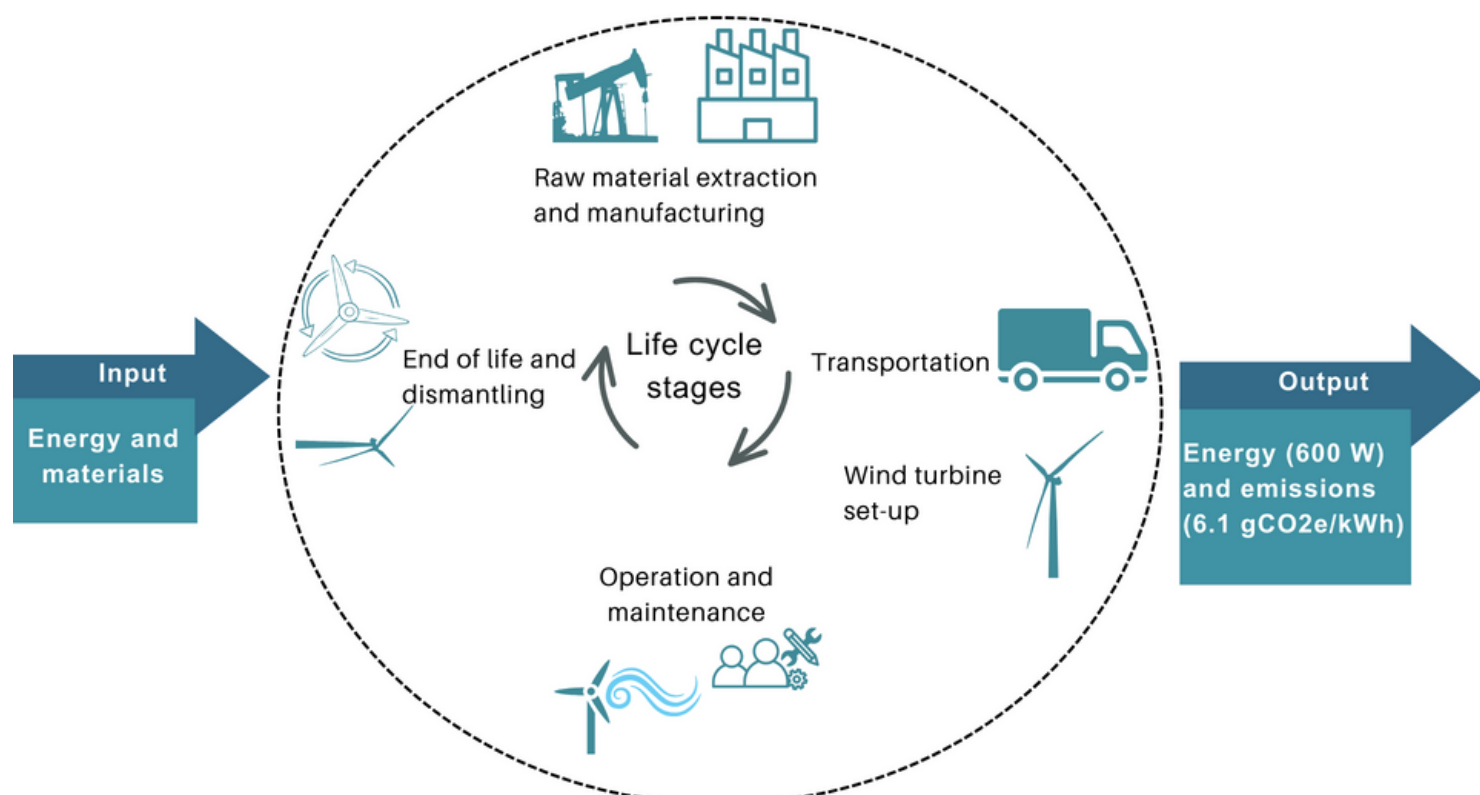 Raw material extraction
and manufacturing
Input
Energy and
materials
End of life and
dismantling
Life cycle
stages
Transportation
Wind turbine
set-up
Operation and
maintenance
Output
Energy (600 W)
and emissions
(6.1 gCO2e/kWh)